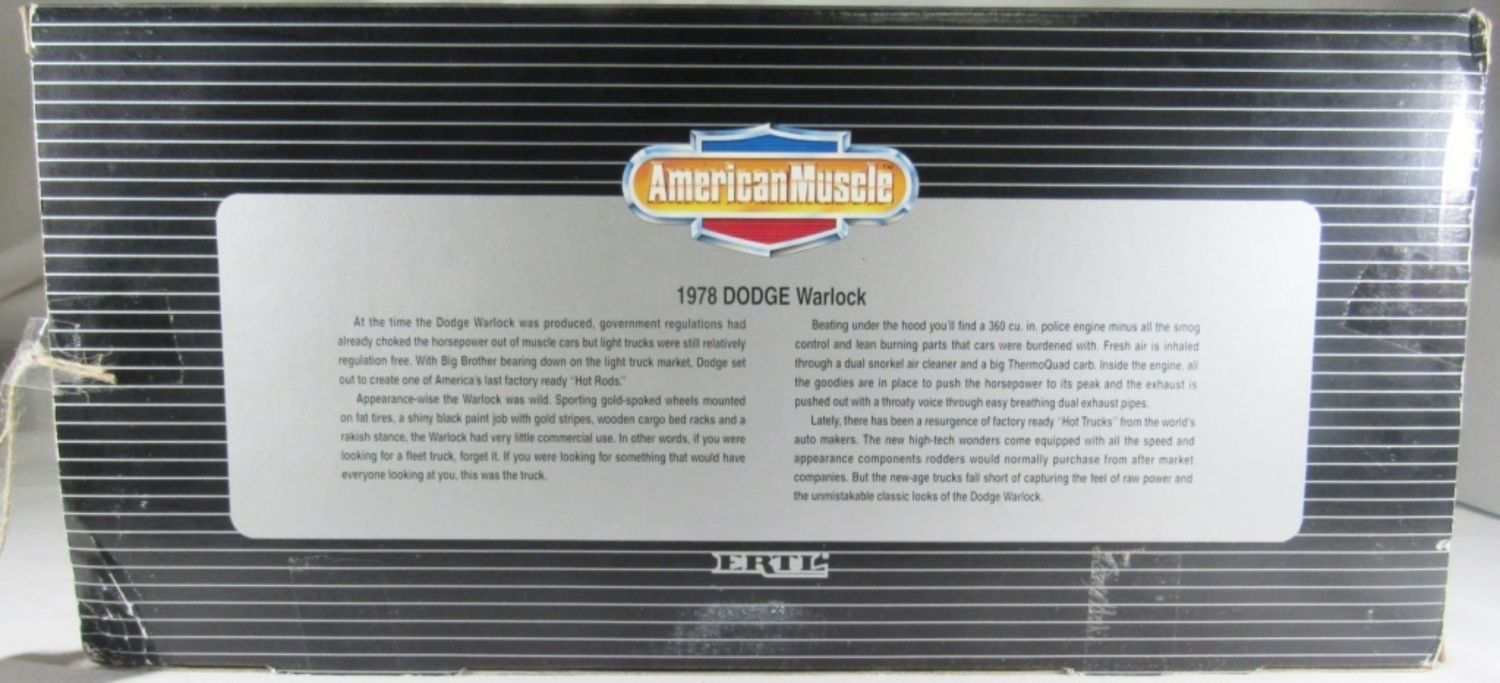 AmericanMuscle™
1978 DODGE Warlock
At the time the Dodge Warlock was produced, government regulations had
already choked the horsepower out of muscle cars but light trucks were still relatively
regulation free. With Big Brother bearing down on the light truck market, Dodge set
out to create one of America's last factory ready "Hot Rods."
Appearance-wise the Warlock was wild. Sporting gold-spoked wheels mounted
on fat tires, a shiny black paint job with gold stripes, wooden cargo bed racks and a
rakish stance, the Warlock had very little commercial use. In other words, if you were
looking for a fleet truck, forget it. If you were looking for something that would have
everyone looking at you, this was the truck.
Beating under the hood you'll find a 360 cu. in. police engine minus all the smog
control and lean burning parts that cars were burdened with. Fresh air is inhaled
through a dual snorkel air cleaner and a big ThermoQuad carb. Inside the engine, all
the goodies are in place to push the horsepower to its peak and the exhaust is
pushed out with a throaty voice through easy breathing dual exhaust pipes.
Lately, there has been a resurgence of factory ready "Hot Trucks" from the world's
auto makers. The new high-tech wonders come equipped with all the speed and
appearance components rodders would normally purchase from after market
companies. But the new-age trucks fall short of capturing the feel of raw power and
the unmistakable classic looks of the Dodge Warlock.
ERTL®